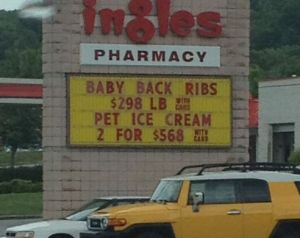 ingles
PHARMACY
BABY BACK RIBS
$298 LB WITH CARD
PET ICE CREAM
2 FOR $568 WITH CARD